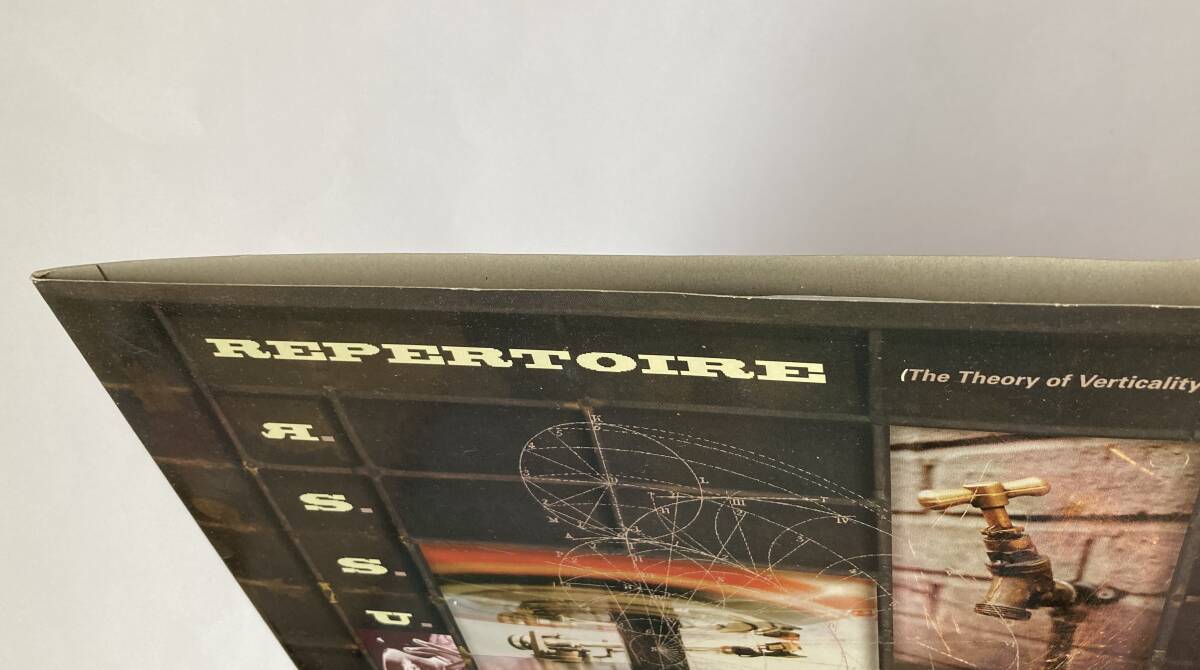 REPERTOIRE
(The Theory of Verticality
A.
S.
S.
U.